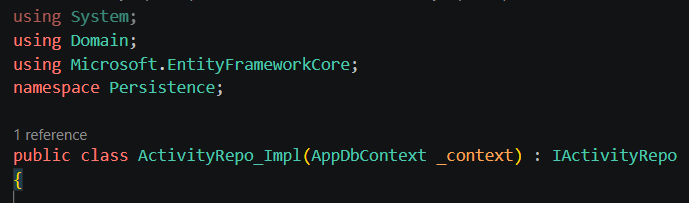 using System;
using Domain;
using Microsoft.EntityFrameworkCore;
namespace Persistence;
1 reference
public class ActivityRepo_Impl(AppDbContext _context) : IActivityRepo
{